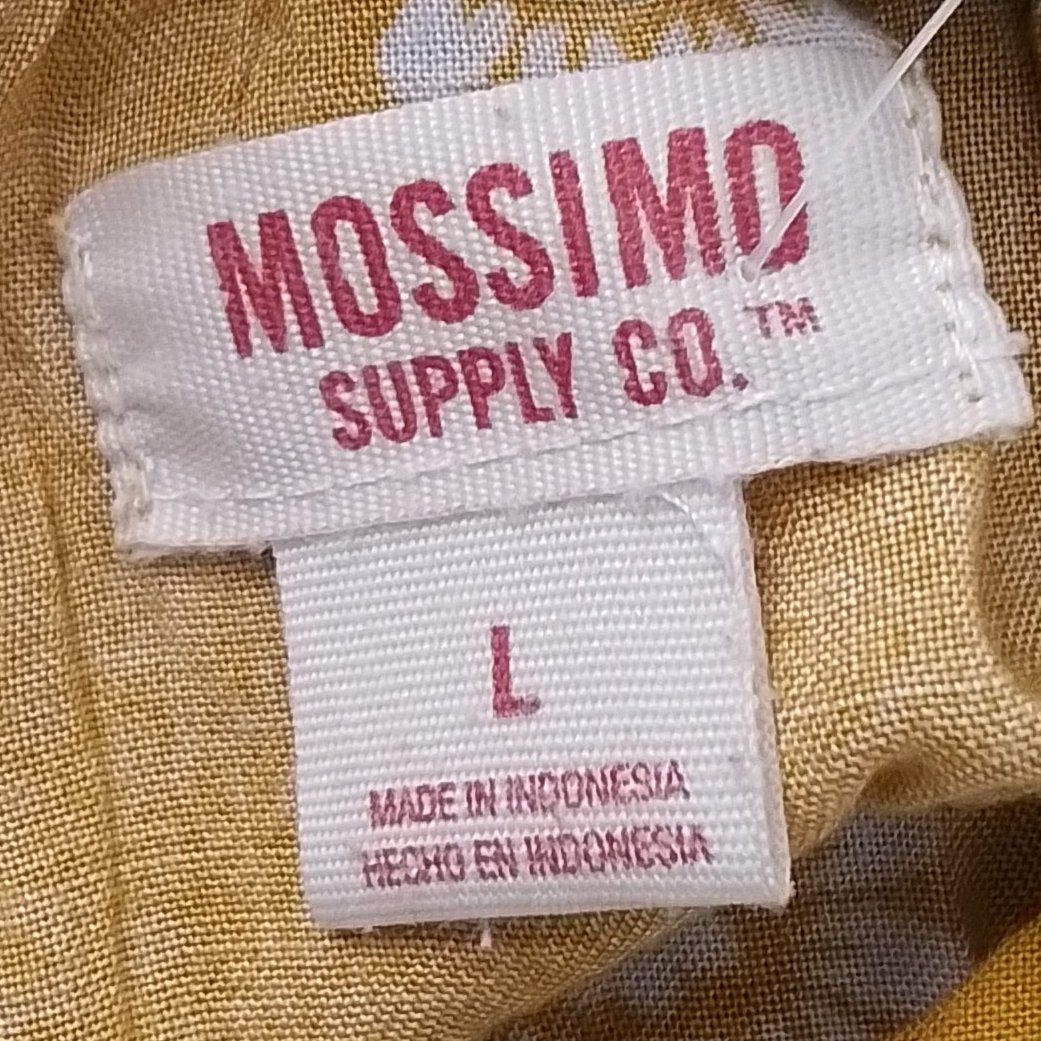 MOSSIMO
SUPPLY CO.™
L
MADE IN INDONESIA
HECHO EN INDONESIA